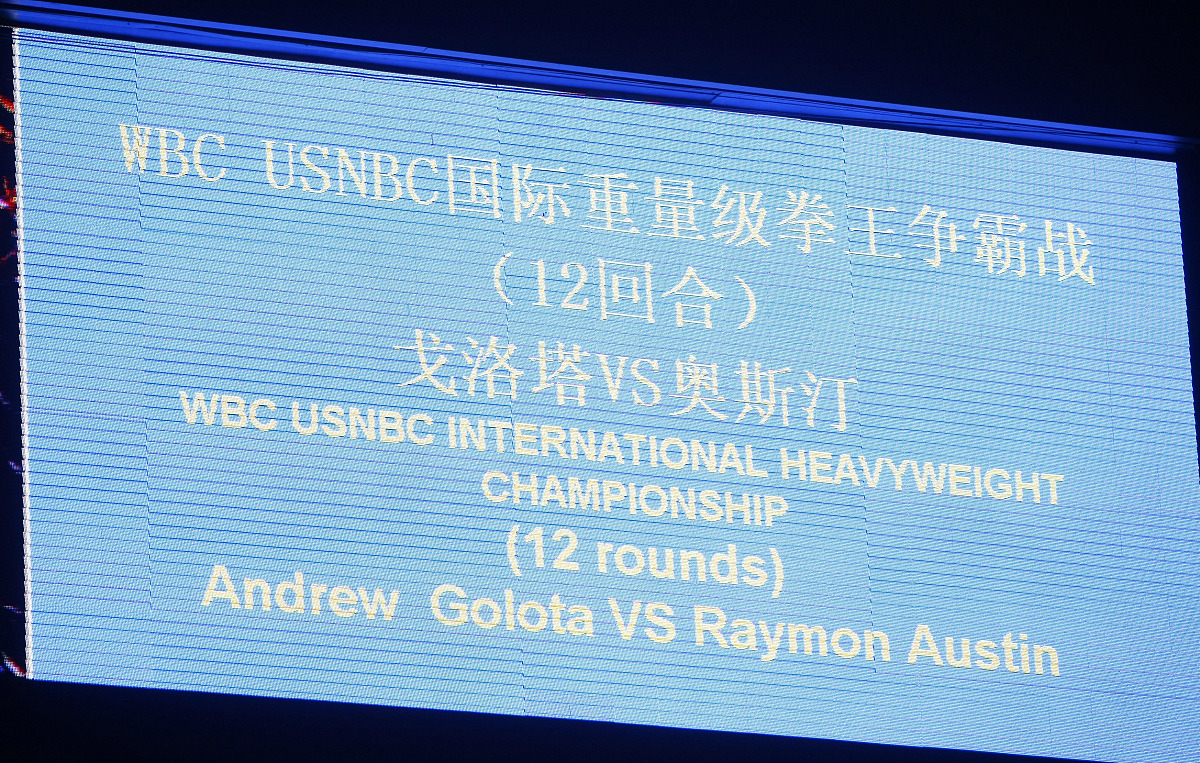 WBC USNBC国际重量级拳王争霸战
（12回合）
戈洛塔VS奥斯汀
WBC USNBC INTERNATIONAL HEAVYWEIGHT
CHAMPIONSHIP
(12 rounds)
Andrew Golota VS Raymon Austin